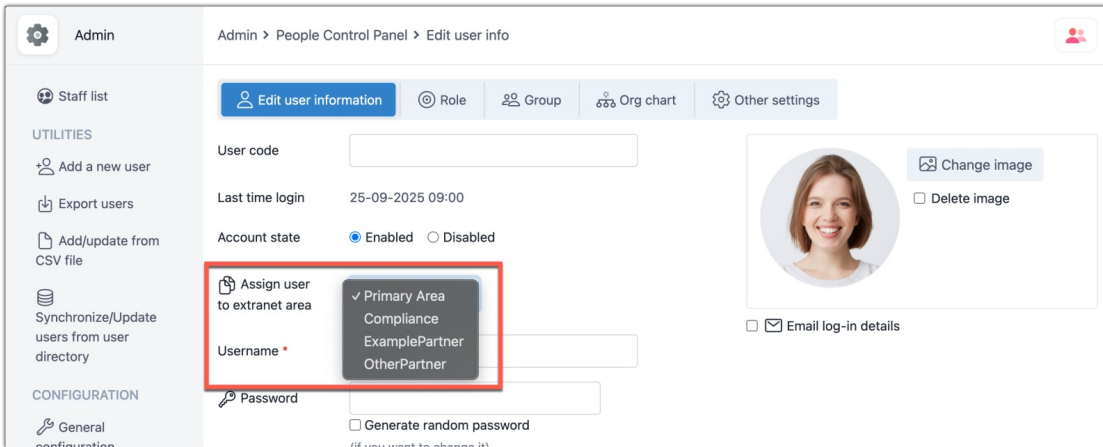 Admin
Admin > People Control Panel > Edit user info
Staff list
UTILITIES
Add a new user
Export users
Add/update from
CSV file
Synchronize/Update
users from user
directory
CONFIGURATION
General
configuration
Edit user information
Role
Group
Org chart
Other settings
User code
Last time login 25-09-2025 09:00
Account state Enabled Disabled
Assign user
to extranet area
✓ Primary Area
Compliance
ExamplePartner
OtherPartner
Username *
Password
Generate random password
(if you want to change it)
Change image
Delete image
Email log-in details